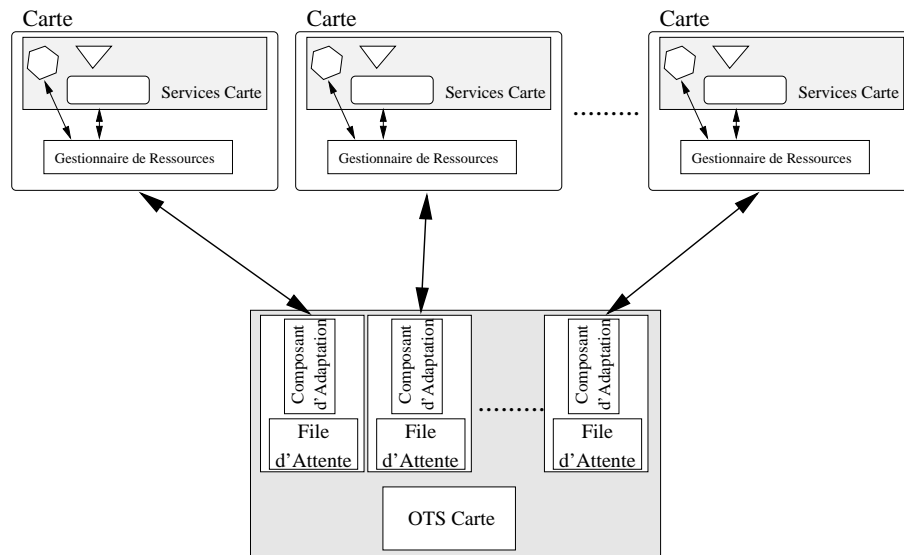 Carte
Carte
Carte
Services Carte
Services Carte
Services Carte
Gestionnaire de Ressources
Gestionnaire de Ressources
Gestionnaire de Ressources
Composant
d'Adaptation
Composant
d'Adaptation
Composant
d'Adaptation
File
d'Attente
File
d'Attente
File
d'Attente
OTS Carte